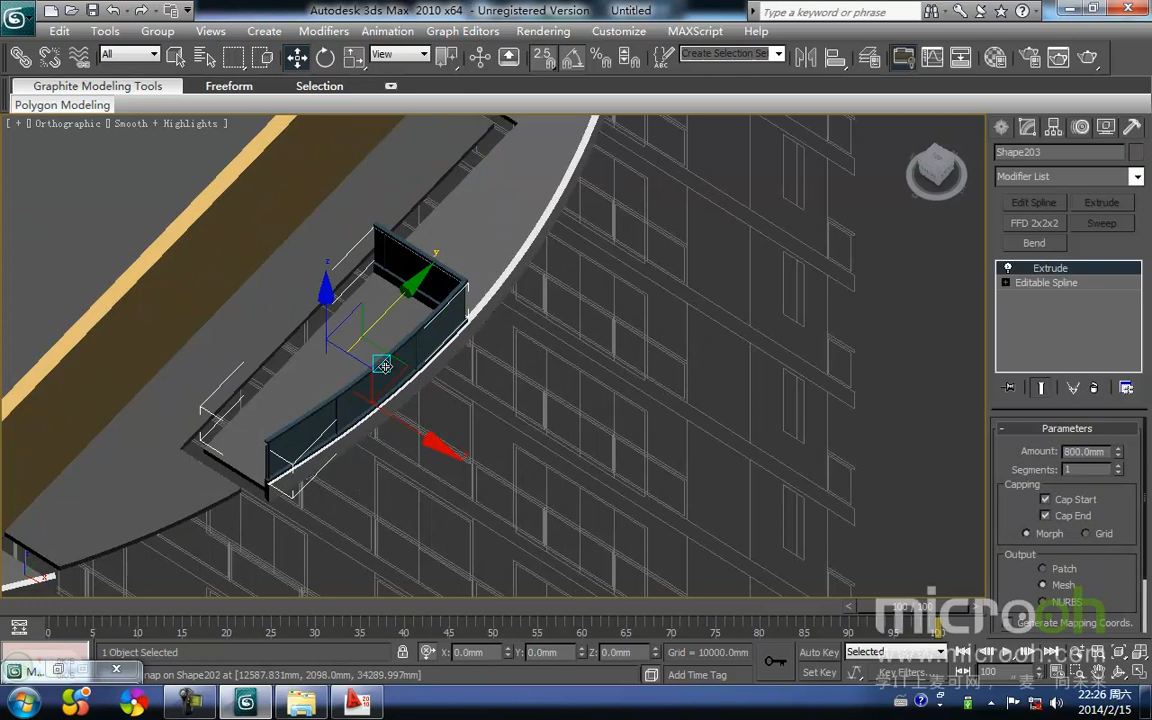 Autodesk 3ds Max 2010 x64 - Unregistered Version Untitled
Type a keyword or phrase
Edit Tools Group Views Create Modifiers Animation Graph Editors Rendering Customize MAXScript Help
All
View
2.5
Create Selection Se
Graphite Modeling Tools Freeform Selection
Polygon Modeling
[ + ] Orthographic [] Smooth + Highlights ]
Shape203
Modifier List
Edit Spline Extrude
FFD 2x2x2 Sweep
Bend
Extrude
Editable Spline
z
y
x
Parameters
Amount: 800.0mm
Segments: 1
Capping
Cap Start
Cap End
Morph Grid
Output
Patch
Mesh
NURBS
Generate Mapping Coords.
microoh
www.microoh.com
100 / 100
0 5 10 15 20 25 30 35 40 45 50 55 60 65 70 75 80 85 90 95 100
1 Object Selected
X: 0.0mm Y: 0.0mm Z: 0.0mm Grid = 10000.0mm
Auto Key Selected
M...
nap on Shape202 at [12587.831mm, 2098.0mm, 34289.997mm]
Add Time Tag
Set Key Key Filters... 100
22:26 周六
2014/2/15